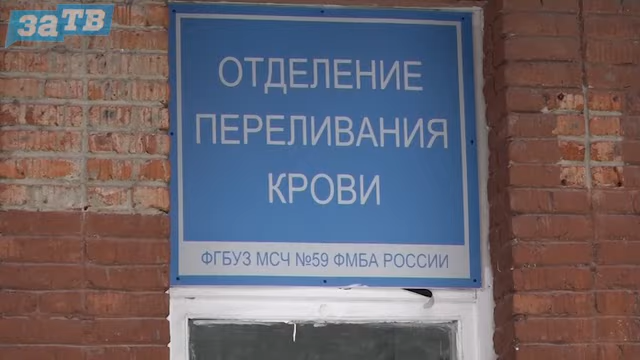 заТВ
ОТДЕЛЕНИЕ
ПЕРЕЛИВАНИЯ
КРОВИ
ФГБУЗ МСЧ №59 ФМБА РОССИИ